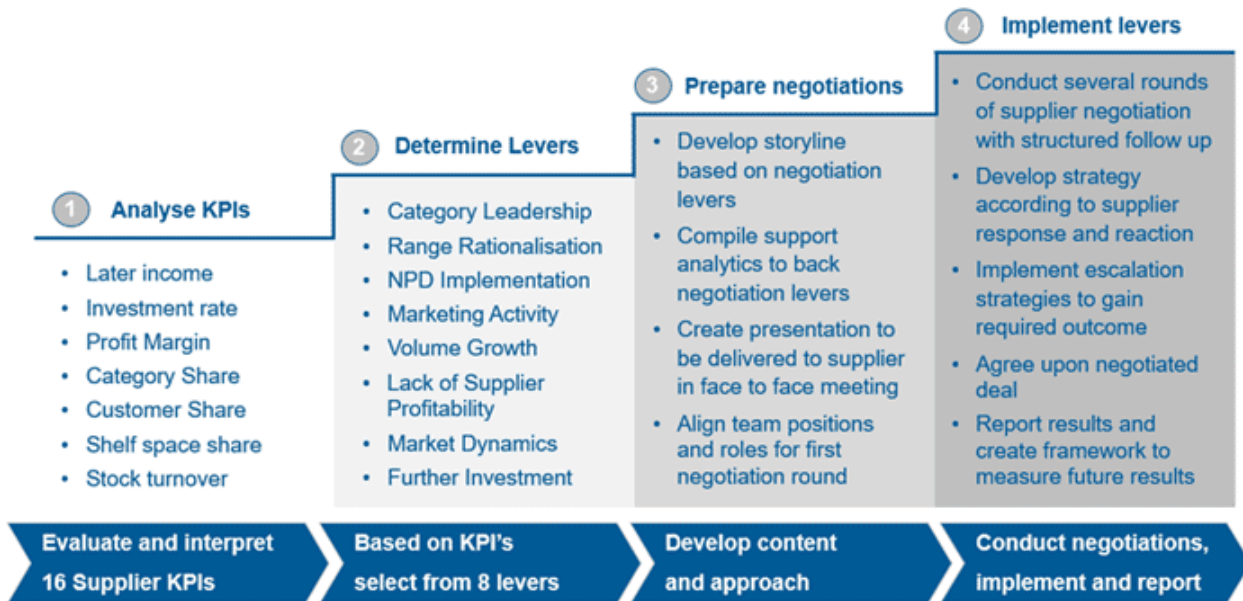 1 Analyse KPIs
• Later income
• Investment rate
• Profit Margin
• Category Share
• Customer Share
• Shelf space share
• Stock turnover
Evaluate and interpret
16 Supplier KPIs
2 Determine Levers
• Category Leadership
• Range Rationalisation
• NPD Implementation
• Marketing Activity
• Volume Growth
• Lack of Supplier
Profitability
• Market Dynamics
• Further Investment
Based on KPI's
select from 8 levers
3 Prepare negotiations
• Develop storyline
based on negotiation
levers
• Compile support
analytics to back
negotiation levers
• Create presentation to
be delivered to supplier
in face to face meeting
• Align team positions
and roles for first
negotiation round
Develop content
and approach
4 Implement levers
• Conduct several rounds
of supplier negotiation
with structured follow up
• Develop strategy
according to supplier
response and reaction
• Implement escalation
strategies to gain
required outcome
• Agree upon negotiated
deal
• Report results and
create framework to
measure future results
Conduct negotiations,
implement and report